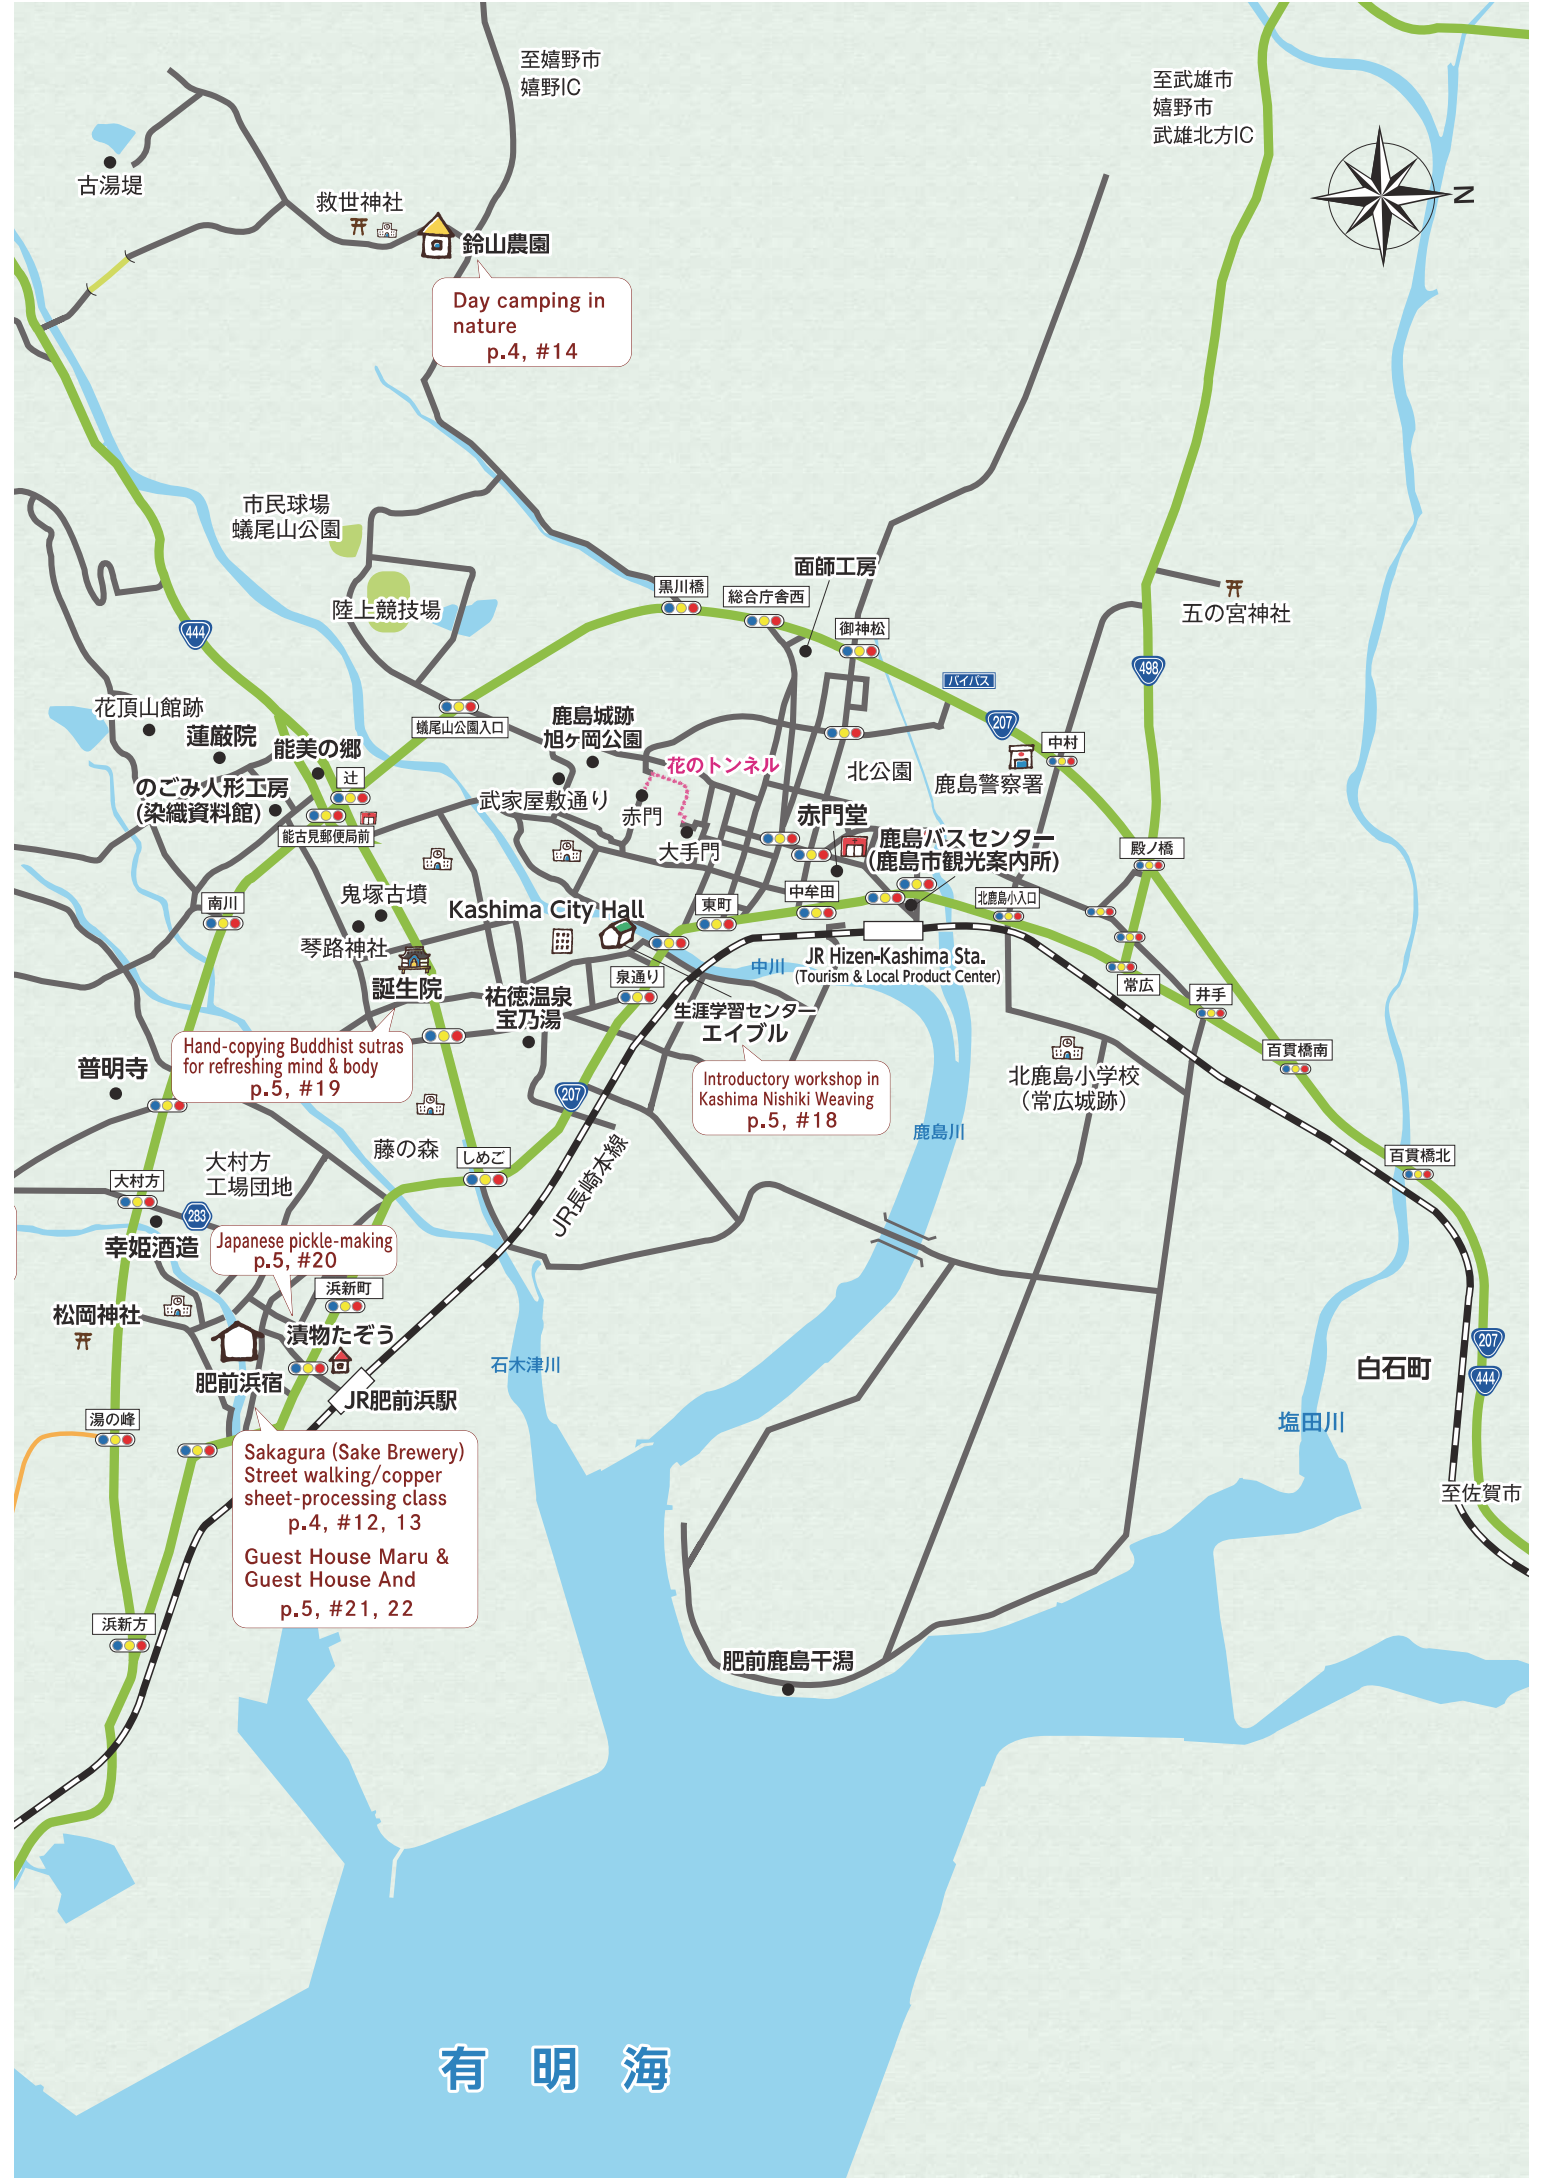 至嬉野市
嬉野IC
至武雄市
嬉野市
武雄北方IC
N
古湯堤
救世神社
鈴山農園
Day camping in
nature
p.4, #14
市民球場
蟻尾山公園
陸上競技場
黒川橋
総合庁舎西
面師工房
御神松
五の宮神社
444
498
バイパス
207
花頂山館跡
蓮厳院
能美の郷
蟻尾山公園入口
鹿島城跡
旭ヶ岡公園
花のトンネル
北公園
鹿島警察署
中村
のごみ人形工房
(染織資料館)
辻
能古見郵便局前
武家屋敷通り
赤門
大手門
赤門堂
鹿島バスセンター
(鹿島市観光案内所)
殿ノ橋
南川
鬼塚古墳
琴路神社
Kashima City Hall
東町
中牟田
北鹿島小入口
誕生院
祐徳温泉
宝乃湯
泉通り
中川
JR Hizen-Kashima Sta.
(Tourism & Local Product Center)
常広
井手
生涯学習センター
エイブル
Hand-copying Buddhist sutras
for refreshing mind & body
p.5, #19
普明寺
207
Introductory workshop in
Kashima Nishiki Weaving
p.5, #18
北鹿島小学校
(常広城跡)
百貫橋南
鹿島川
百貫橋北
藤の森
しめご
JR長崎本線
大村方
大村方
工場団地
283
幸姫酒造
Japanese pickle-making
p.5, #20
浜新町
松岡神社
漬物たぞう
肥前浜宿
JR肥前浜駅
石木津川
207
444
白石町
塩田川
湯の峰
Sakagura (Sake Brewery)
Street walking/copper
sheet-processing class
p.4, #12, 13
Guest House Maru &
Guest House And
p.5, #21, 22
至佐賀市
浜新方
肥前鹿島干潟
有明海